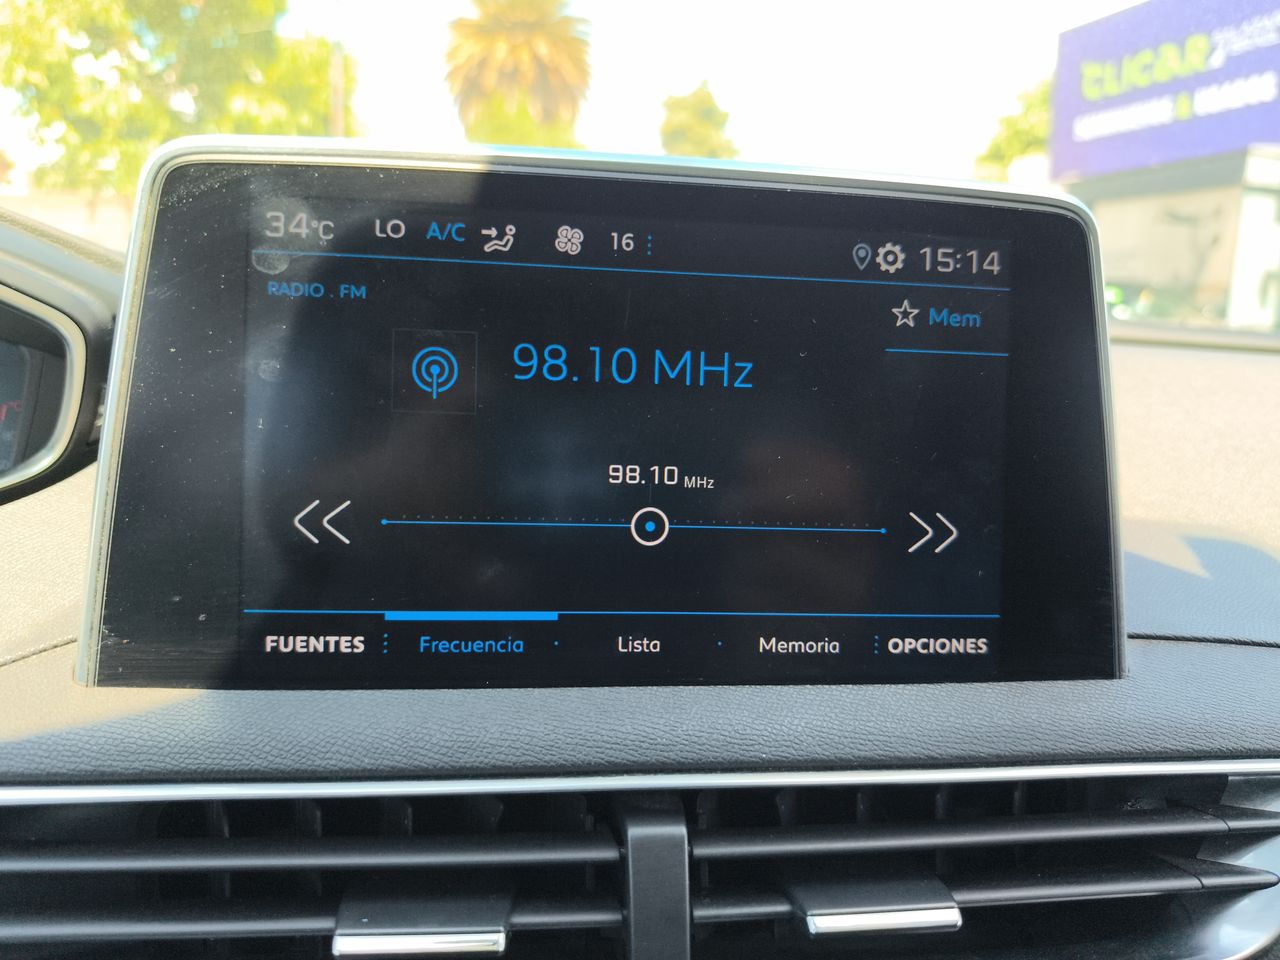 CLICAR
34°C LO A/C 16 15:14
RADIO . FM
Mem
98.10 MHz
98.10 MHz
FUENTES Frecuencia Lista Memoria OPCIONES